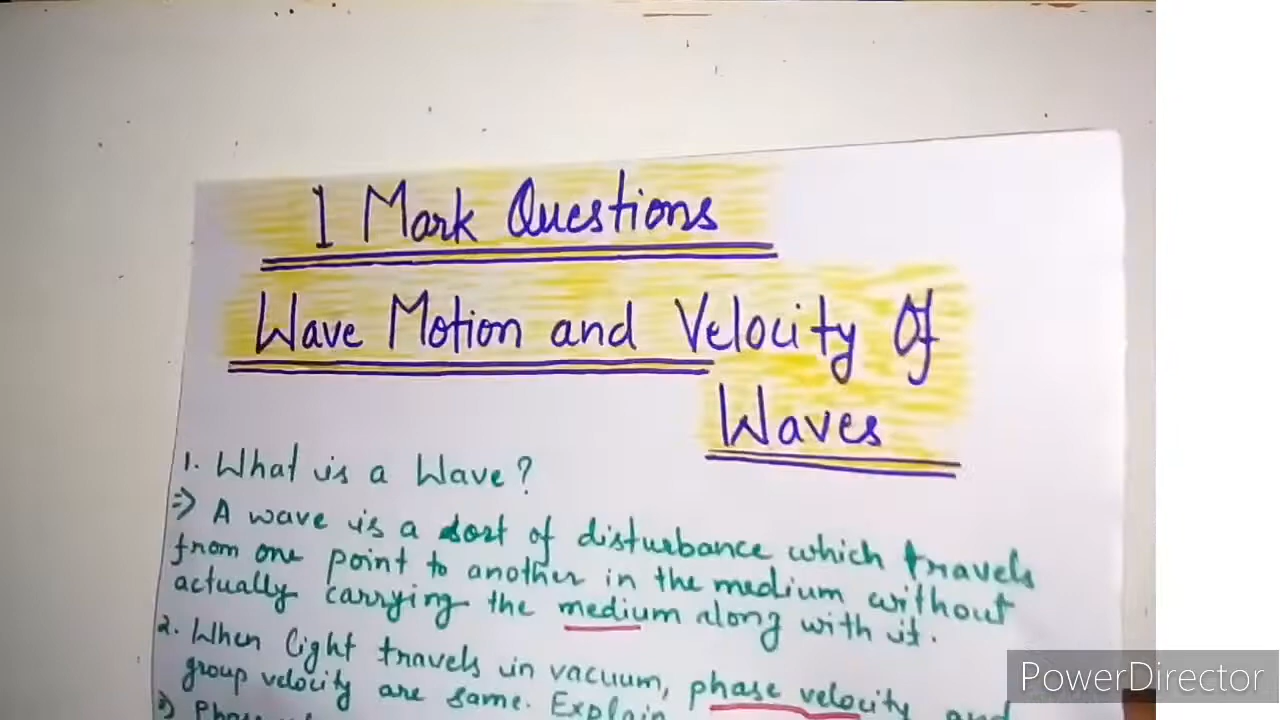 1 Mark Questions
Wave Motion and Velocity Of
Waves
1. What is a Wave?
=> A wave is a sort of disturbance which travels
from one point to another in the medium without
actually carrying the medium along with it.
2. When light travels in vacuum, phase velocity and
group velocity are same. Explain
=> Phase
PowerDirector